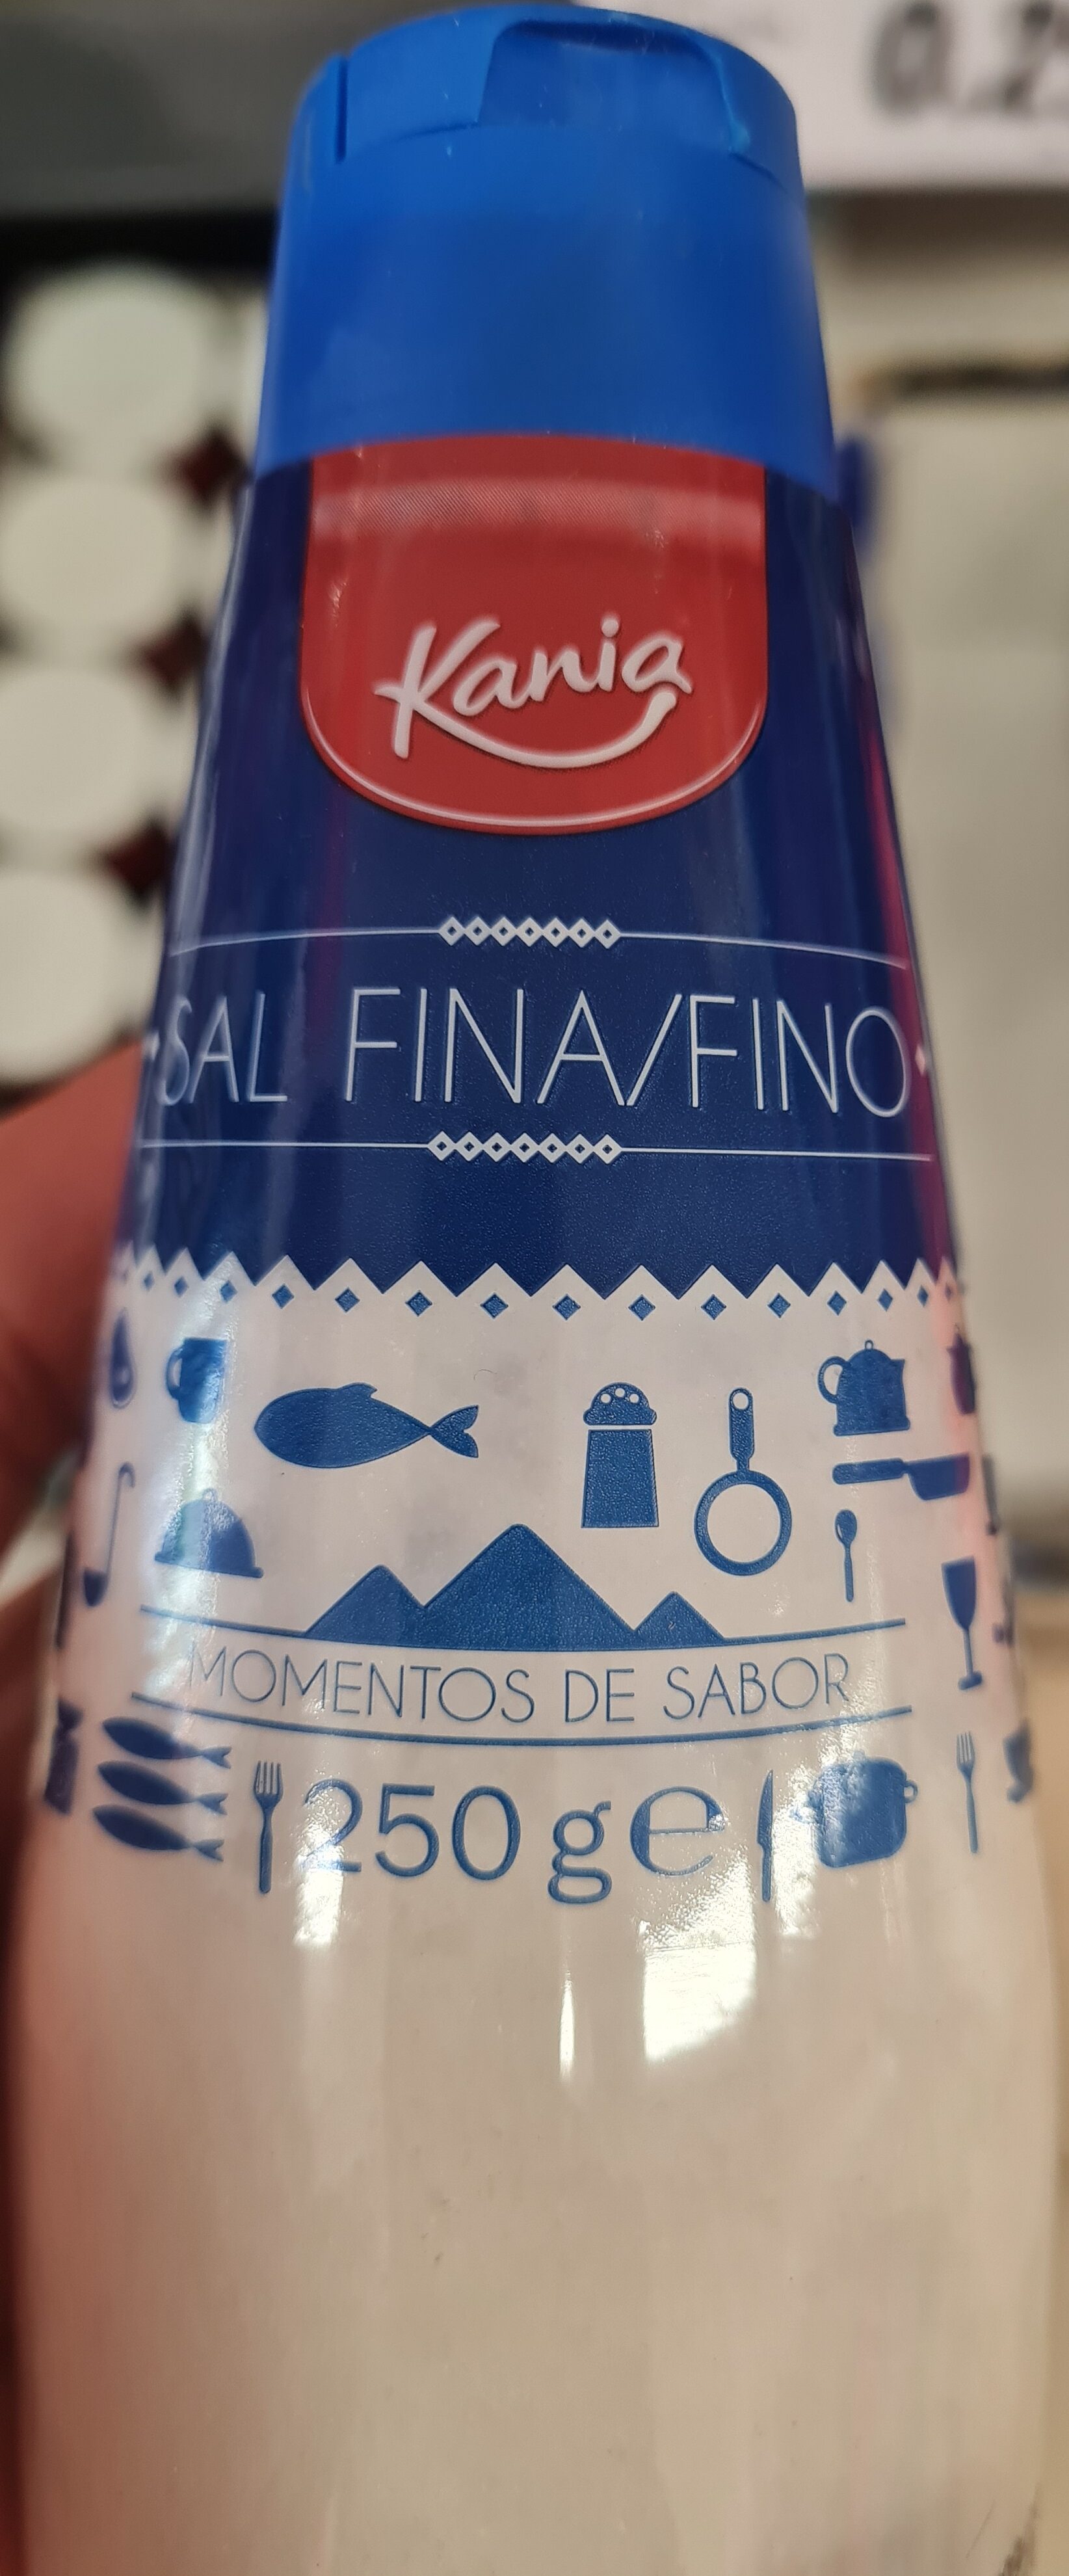 Kania
SAL FINA/FINO
MOMENTOS DE SABOR
250 g ℮